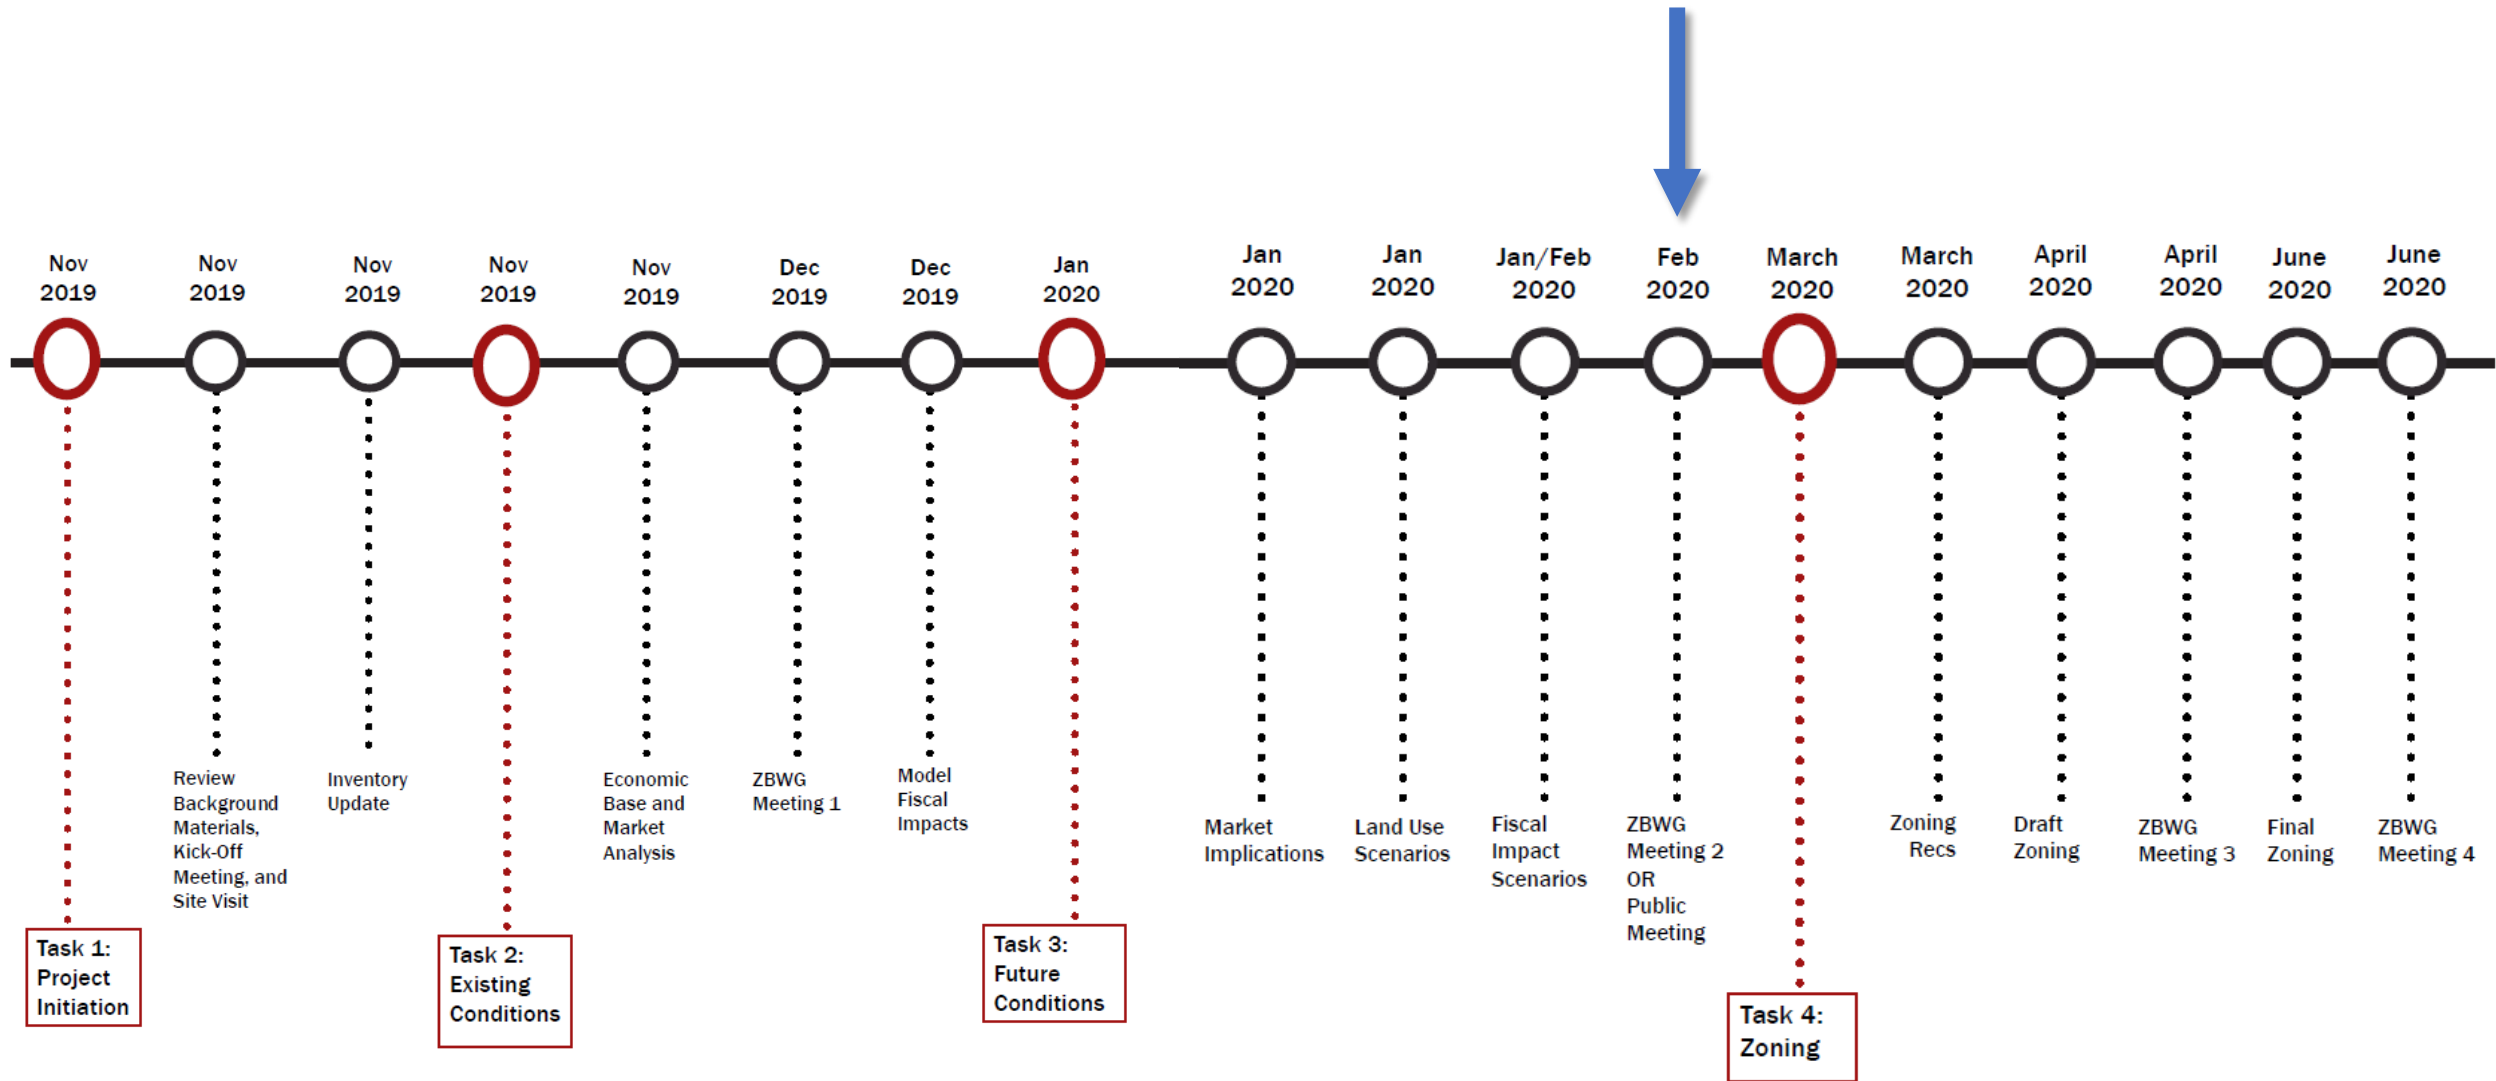 Nov
2019
Nov
2019
Nov
2019
Nov
2019
Nov
2019
Dec
2019
Dec
2019
Jan
2020
Jan
2020
Jan
2020
Jan/Feb
2020
Feb
2020
March
2020
March
2020
April
2020
April
2020
June
2020
June
2020
Task 1:
Project
Initiation
Review
Background
Materials,
Kick-Off
Meeting, and
Site Visit
Inventory
Update
Task 2:
Existing
Conditions
Economic
Base and
Market
Analysis
ZBWG
Meeting 1
Model
Fiscal
Impacts
Task 3:
Future
Conditions
Market
Implications
Land Use
Scenarios
Fiscal
Impact
Scenarios
ZBWG
Meeting 2
OR
Public
Meeting
Task 4:
Zoning
Zoning
Recs
Draft
Zoning
ZBWG
Meeting 3
Final
Zoning
ZBWG
Meeting 4